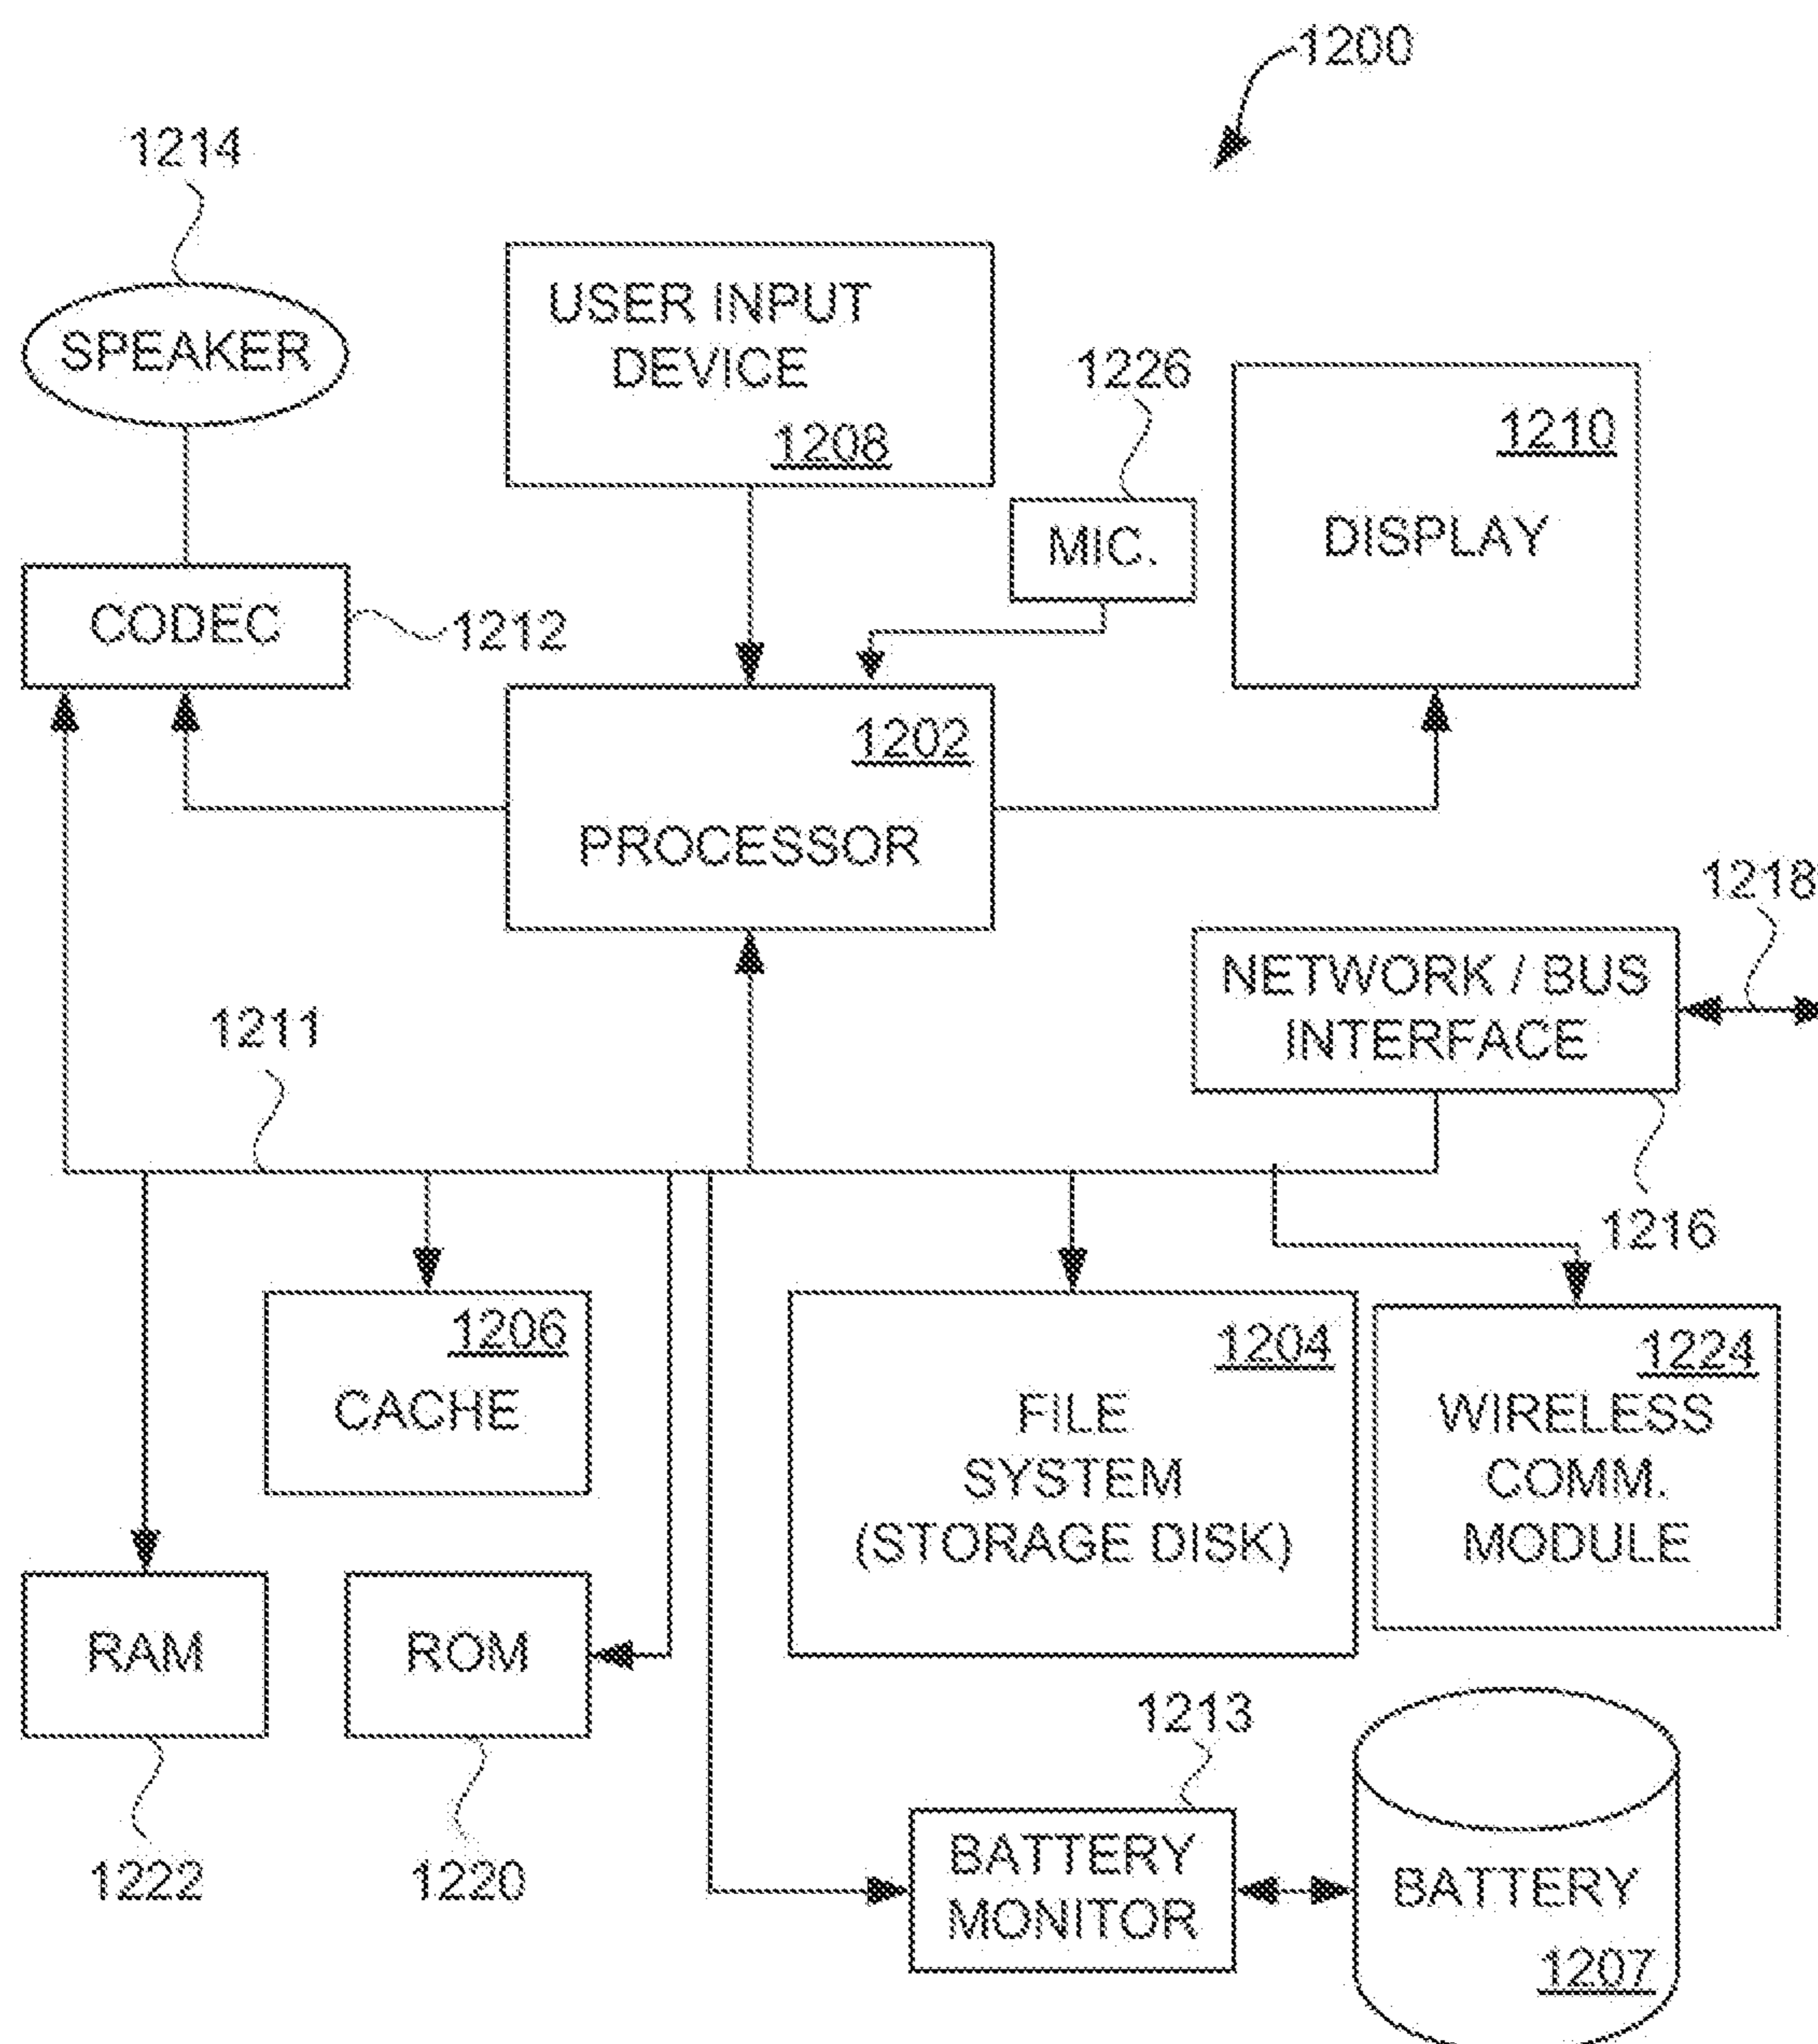 1200
1214
SPEAKER
USER INPUT
DEVICE
1208
1226
MIC.
1210
DISPLAY
CODEC
1212
1202
PROCESSOR
1218
NETWORK / BUS
INTERFACE
1211
1216
1206
CACHE
1204
FILE
SYSTEM
(STORAGE DISK)
1224
WIRELESS
COMM.
MODULE
RAM
ROM
1222
1220
1213
BATTERY
MONITOR
BATTERY
1207